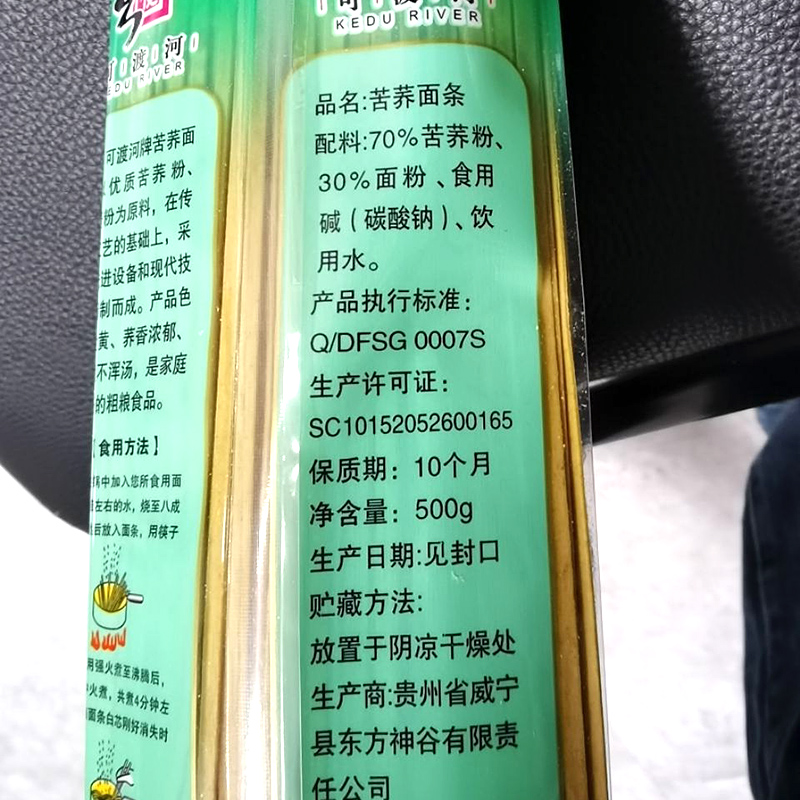 渡河
KEDU RIVER
可渡河牌苦荞面
优质苦荞粉、
粉为原料，在传
艺的基础上，采
进设备和现代技
制而成。产品色
黄、荞香浓郁、
不浑汤，是家庭
的粗粮食品。
【食用方法】
中加入您所食用面
左右的水，烧至八成
后放入面条，用筷子
用强火煮至沸腾后，
火煮，共煮4分钟左
面条白芯刚好消失时
KEDU RIVER
品名:苦荞面条
配料:70%苦荞粉、
30%面粉、食用
碱（碳酸钠）、饮
用水。
产品执行标准：
Q/DFSG 0007S
生产许可证：
SC10152052600165
保质期：10个月
净含量：500g
生产日期:见封口
贮藏方法：
放置于阴凉干燥处
生产商:贵州省威宁
县东方神谷有限责
任公司